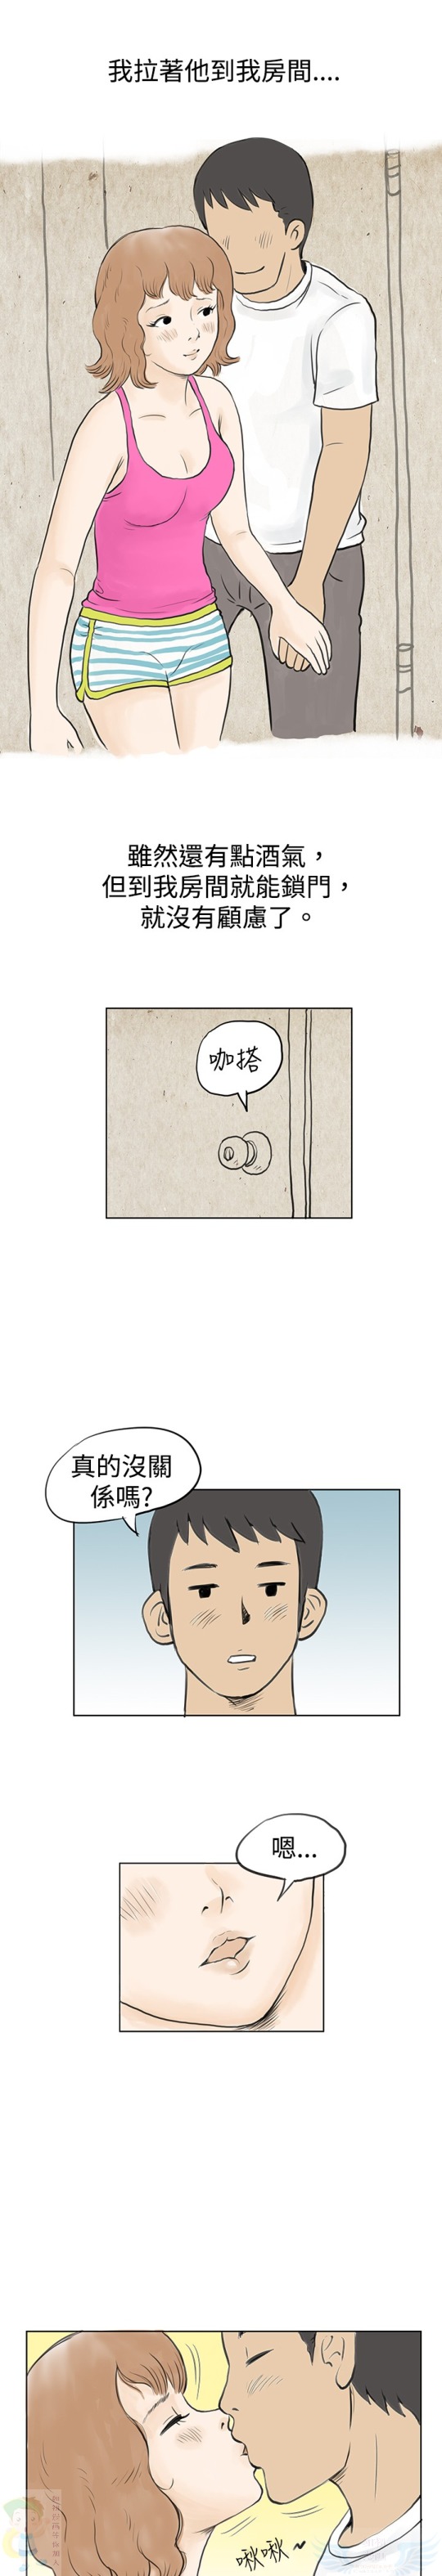 我拉著他到我房間....
雖然還有點酒氣，
但到我房間就能鎖門，
就沒有顧慮了。
咖搭
真的沒關
係嗎?
嗯...
啾啾~